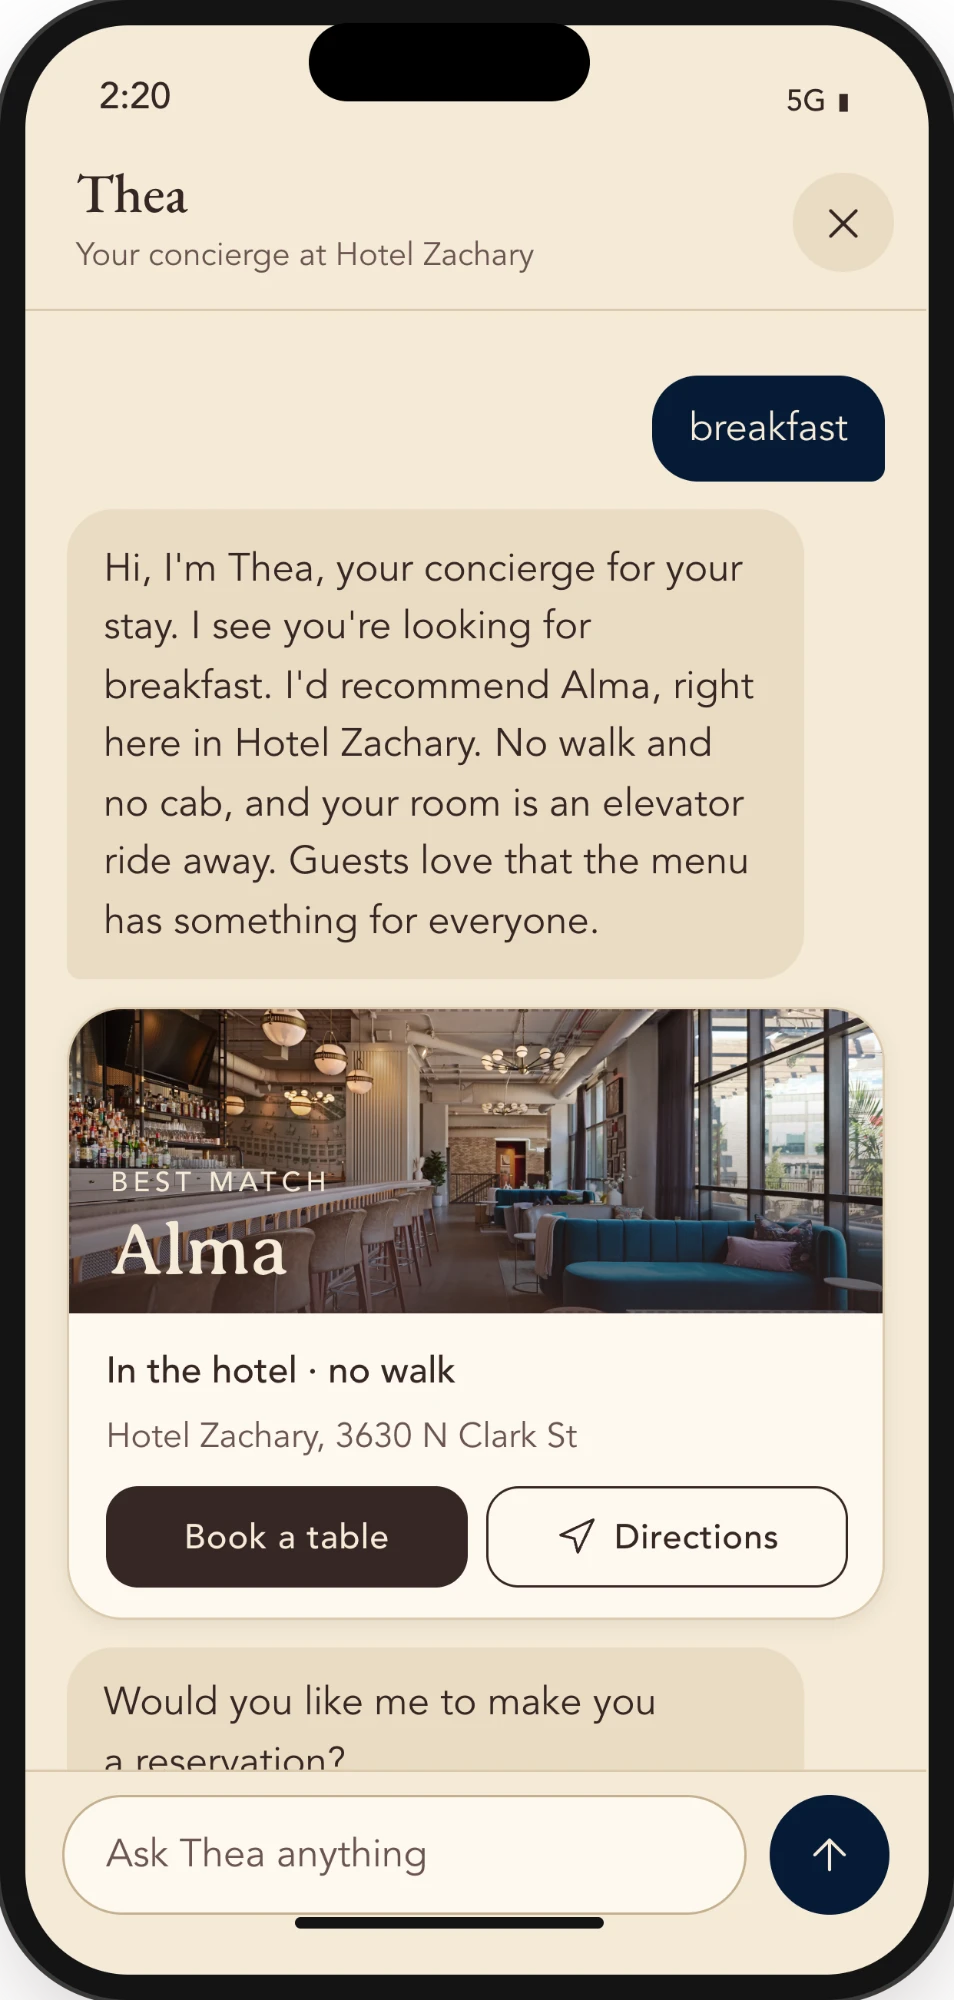 2:20
5G
Thea
Your concierge at Hotel Zachary
breakfast
Hi, I'm Thea, your concierge for your
stay. I see you're looking for
breakfast. I'd recommend Alma, right
here in Hotel Zachary. No walk and
no cab, and your room is an elevator
ride away. Guests love that the menu
has something for everyone.
BEST MATCH
Alma
In the hotel · no walk
Hotel Zachary, 3630 N Clark St
Book a table
Directions
Would you like me to make you
a reservation?
Ask Thea anything